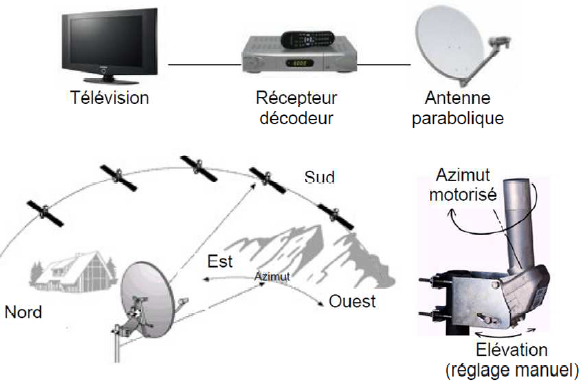 Télévision
Récepteur
décodeur
Antenne
parabolique
Sud
Est
Azimut
Ouest
Nord
Azimut
motorisé
Elévation
(réglage manuel)